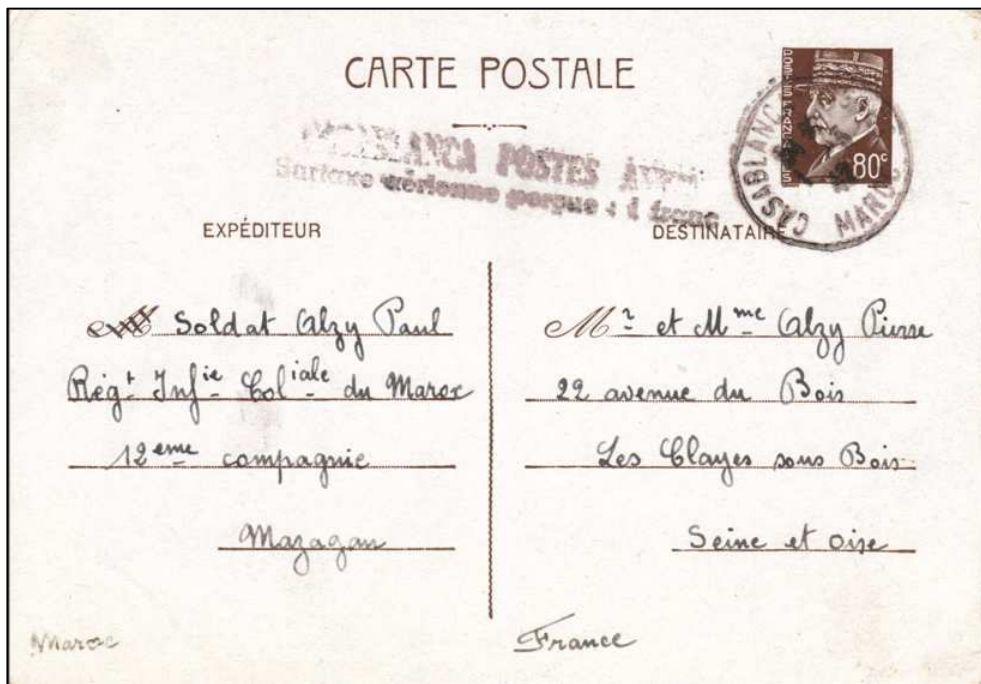 CARTE POSTALE
POSTES FRANÇAISES
80c
CASABLANCA POSTES AVION
Surtaxe aérienne perçue : 1 franc
CASABLANCA
MAROC
EXPÉDITEUR
Soldat Alzy Paul
Régt Infie Coliale du Maroc
12eme compagnie
Mazagan
Maroc
DESTINATAIRE
Mr et Mme Alzy Pierre
22 avenue du Bois
Les Clayes sous Bois
Seine et Oise
France